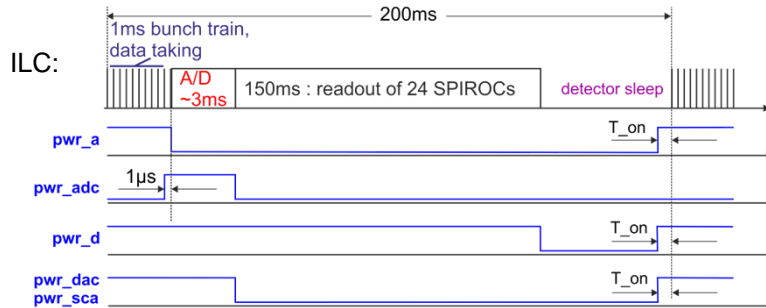 200ms
1ms bunch train,
data taking
ILC:
A/D
~3ms
150ms : readout of 24 SPIROCs
detector sleep
pwr_a
T_on
1µs
pwr_adc
pwr_d
T_on
pwr_dac
pwr_sca
T_on